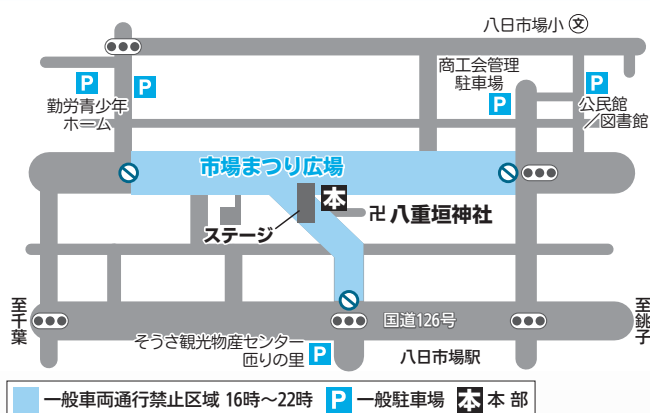 八日市場小 文
P
勤労青少年
ホーム
P
商工会管理
駐車場
P
P
公民館
／図書館
市場まつり広場
本
卍 八重垣神社
ステージ
至千葉
国道126号
至銚子
そうさ観光物産センター
匝りの里
P
八日市場駅
一般車両通行禁止区域 16時〜22時 P 一般駐車場 本 本 部